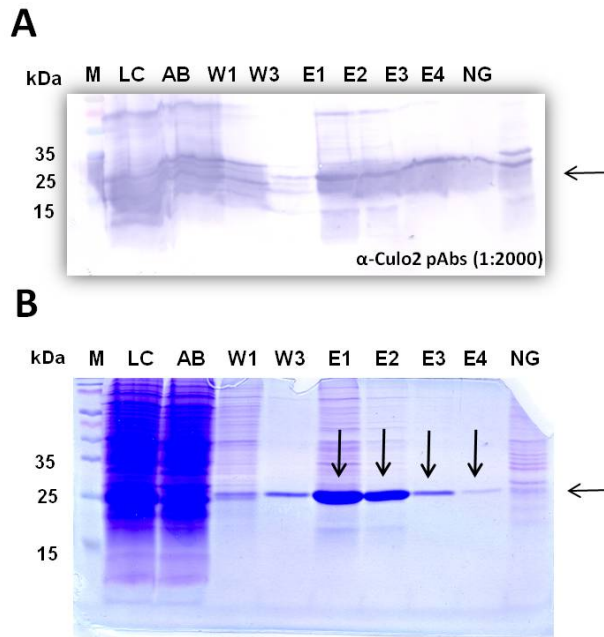 A
kDa M LC AB W1 W3 E1 E2 E3 E4 NG
35
25
15
α-Culo2 pAbs (1:2000)
B
kDa M LC AB W1 W3 E1 E2 E3 E4 NG
35
25
15